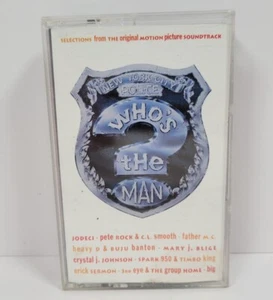 SELECTIONS from the original motion picture SOUNDTRACK
NEW YORK CITY
POLICE
WHO'S
2
the
MAN
JODECI · pete ROCK & c.L. smooth · father m.c.
heavy D & BUJU banton · MARY J. BLIGE
crystal J. JOHNSON · SPARK 950 & TIMBO king
erick SERMON · 3rd eye & THE group HOME · big